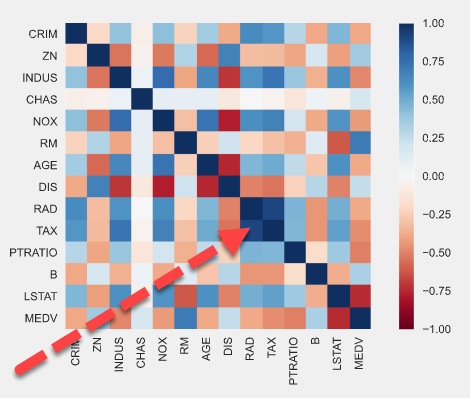 CRIM
ZN
INDUS
CHAS
NOX
RM
AGE
DIS
RAD
TAX
PTRATIO
B
LSTAT
MEDV
CRIM
ZN
INDUS
CHAS
NOX
RM
AGE
DIS
RAD
TAX
PTRATIO
B
LSTAT
MEDV
1.00
0.75
0.50
0.25
0.00
−0.25
−0.50
−0.75
−1.00